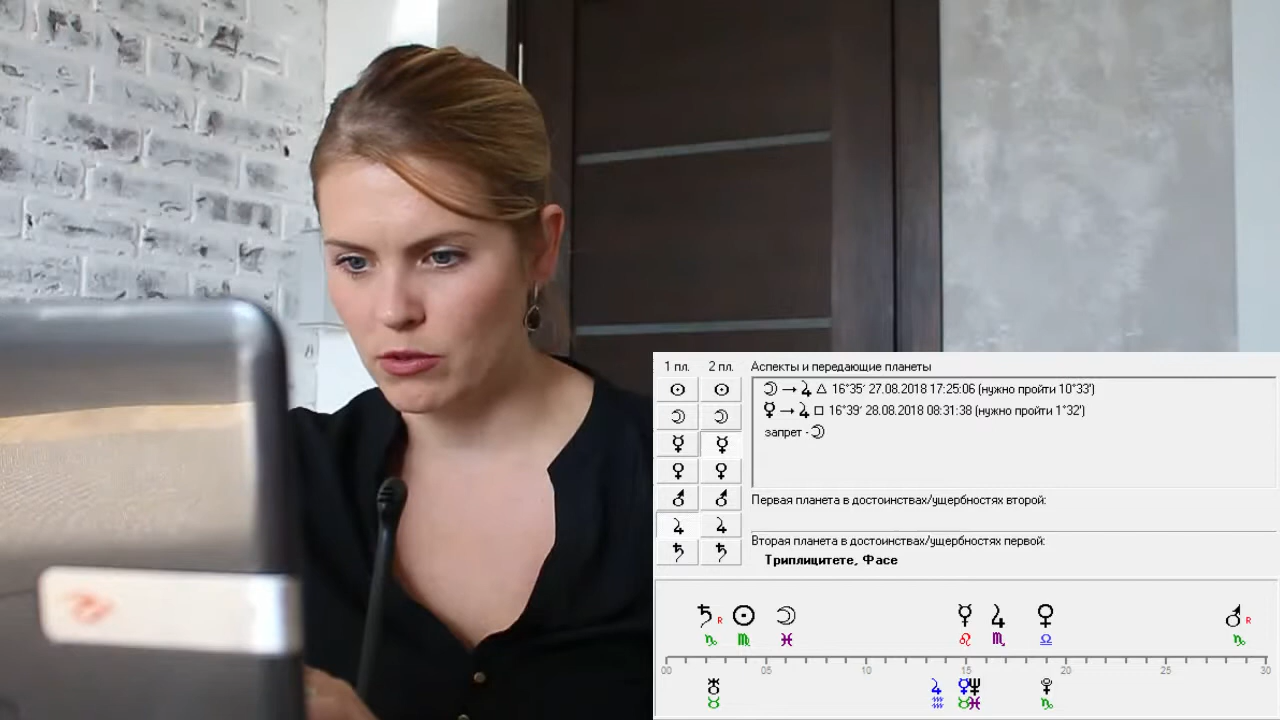 1 пл. 2 пл. Аспекты и передающие планеты
☉ ☉ ☽ → ♃ △ 16°35′ 27.08.2018 17:25:06 (нужно пройти 10°33′)
☽ ☽ ☿ → ♃ □ 16°39′ 28.08.2018 08:31:38 (нужно пройти 1°32′)
☿ ☿ запрет - ☽
♀ ♀
♂ ♂ Первая планета в достоинствах/ущербностях второй:
♃ ♃ Вторая планета в достоинствах/ущербностях первой:
♄ ♄ Триплицитете, Фасе
♄ R ☉ ☽ ☿ ♃ ♀ ♂ R
♑ ♍ ♓ ♌ ♏ ♎ ♑
00 05 10 15 20 25 30
♅ ♃ ☿ ♆ ♇
♉ ♒ ♉ ♓ ♑